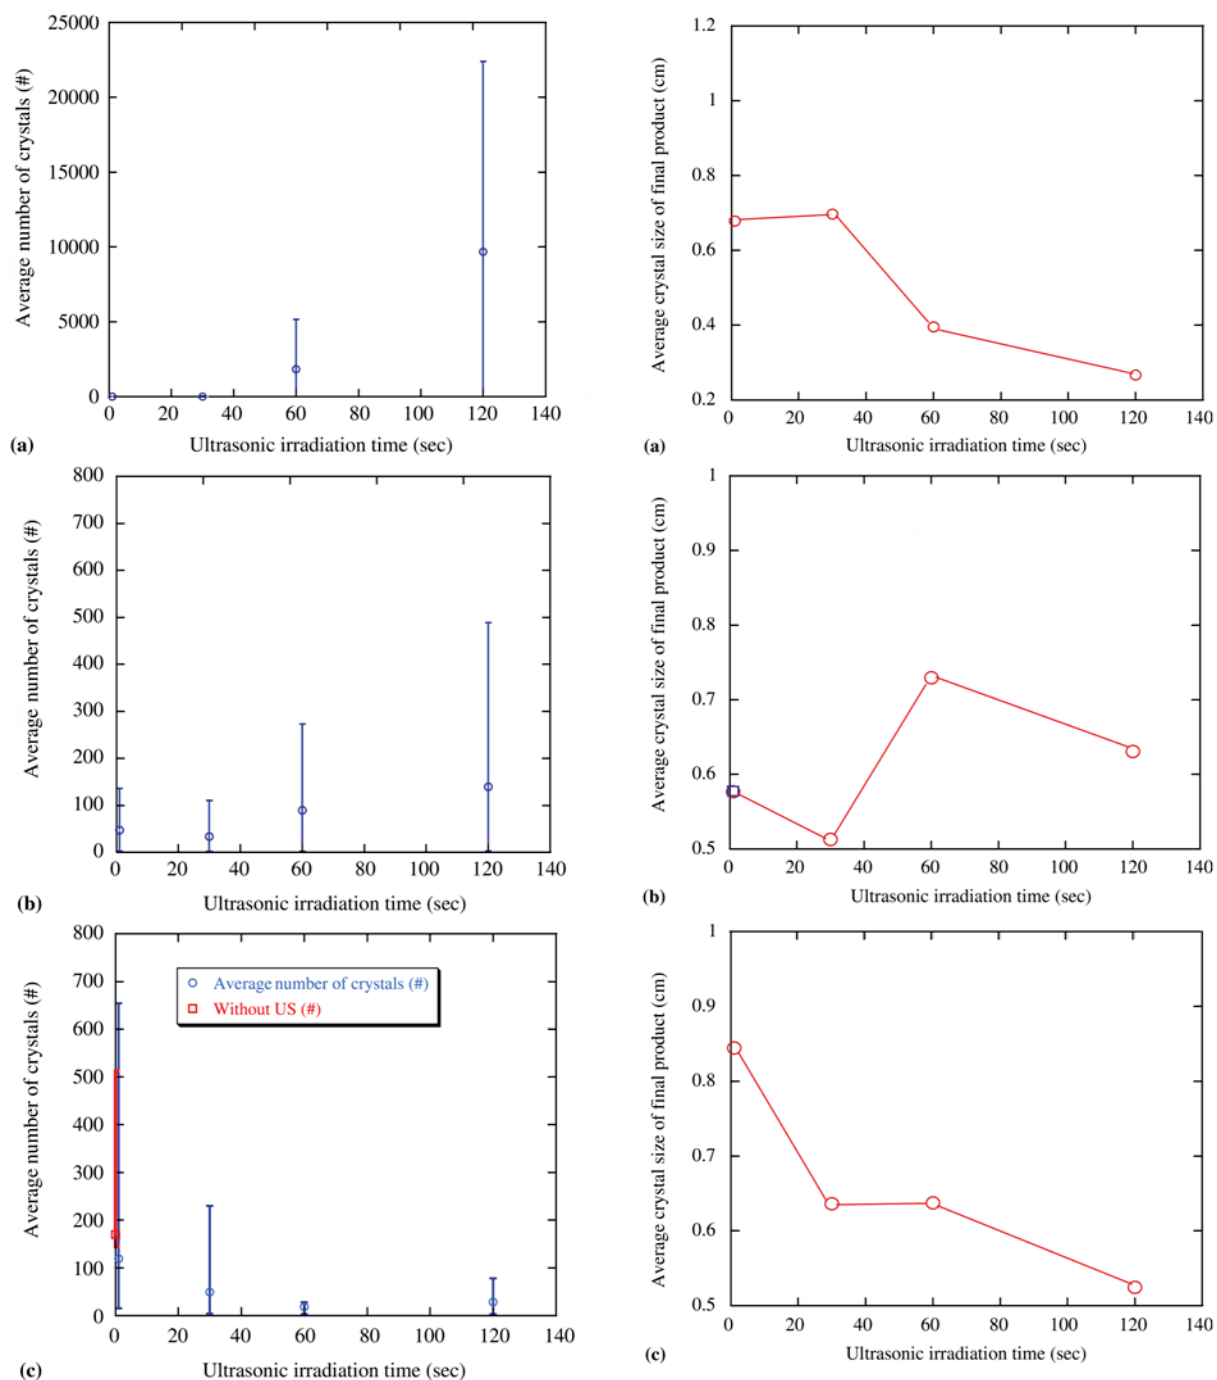 25000
20000
15000
10000
5000
0
0 20 40 60 80 100 120 140
Average number of crystals (#)
Ultrasonic irradiation time (sec)
(a)
1.2
1
0.8
0.6
0.4
0.2
0 20 40 60 80 100 120 140
Average crystal size of final product (cm)
Ultrasonic irradiation time (sec)
(a)
800
700
600
500
400
300
200
100
0
0 20 40 60 80 100 120 140
Average number of crystals (#)
Ultrasonic irradiation time (sec)
(b)
1
0.9
0.8
0.7
0.6
0.5
0 20 40 60 80 100 120 140
Average crystal size of final product (cm)
Ultrasonic irradiation time (sec)
(b)
800
700
600
500
400
300
200
100
0
0 20 40 60 80 100 120 140
Average number of crystals (#)
Average number of crystals (#)
Without US (#)
Ultrasonic irradiation time (sec)
(c)
1
0.9
0.8
0.7
0.6
0.5
0 20 40 60 80 100 120 140
Average crystal size of final product (cm)
Ultrasonic irradiation time (sec)
(c)